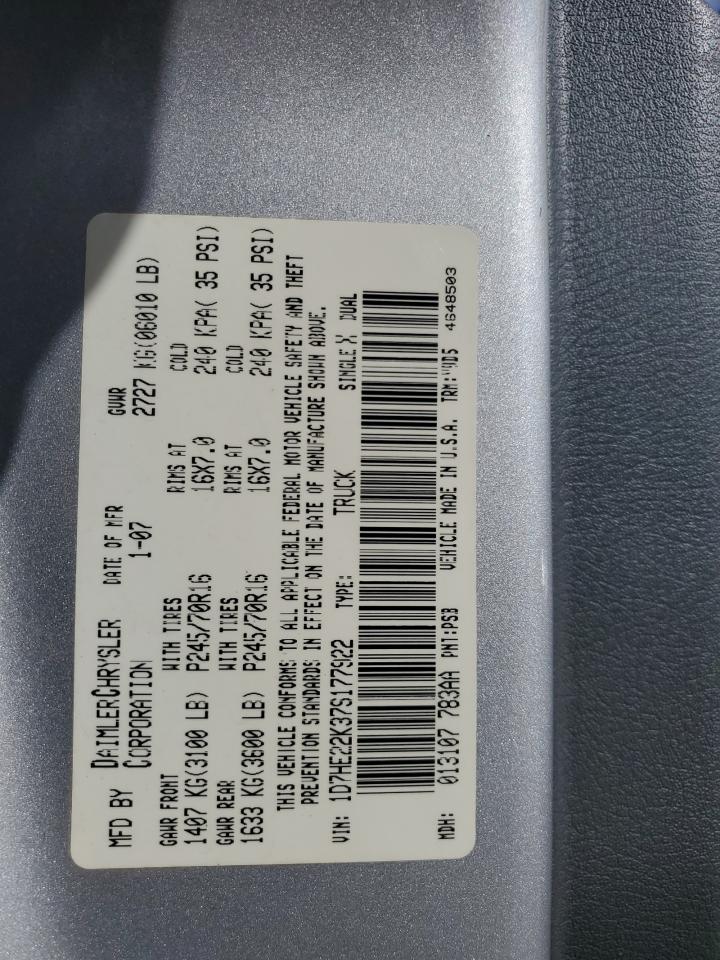 MFD BY DAIMLERCHRYSLER CORPORATION DATE OF MFR 1-07 GVWR 2727 KG(06010 LB)
GAWR FRONT WITH TIRES RIMS AT COLD
1407 KG(3100 LB) P245/70R16 16X7.0 240 KPA( 35 PSI)
GAWR REAR WITH TIRES RIMS AT COLD
1633 KG(3600 LB) P245/70R16 16X7.0 240 KPA( 35 PSI)
THIS VEHICLE CONFORMS TO ALL APPLICABLE FEDERAL MOTOR VEHICLE SAFETY AND THEFT
PREVENTION STANDARDS IN EFFECT ON THE DATE OF MANUFACTURE SHOWN ABOVE.
VIN: 1D7HE22K37S177922 TYPE: TRUCK SINGLE X DUAL
MDH: 013107 783AA PNT:PSB VEHICLE MADE IN U.S.A. TRM: 4648503